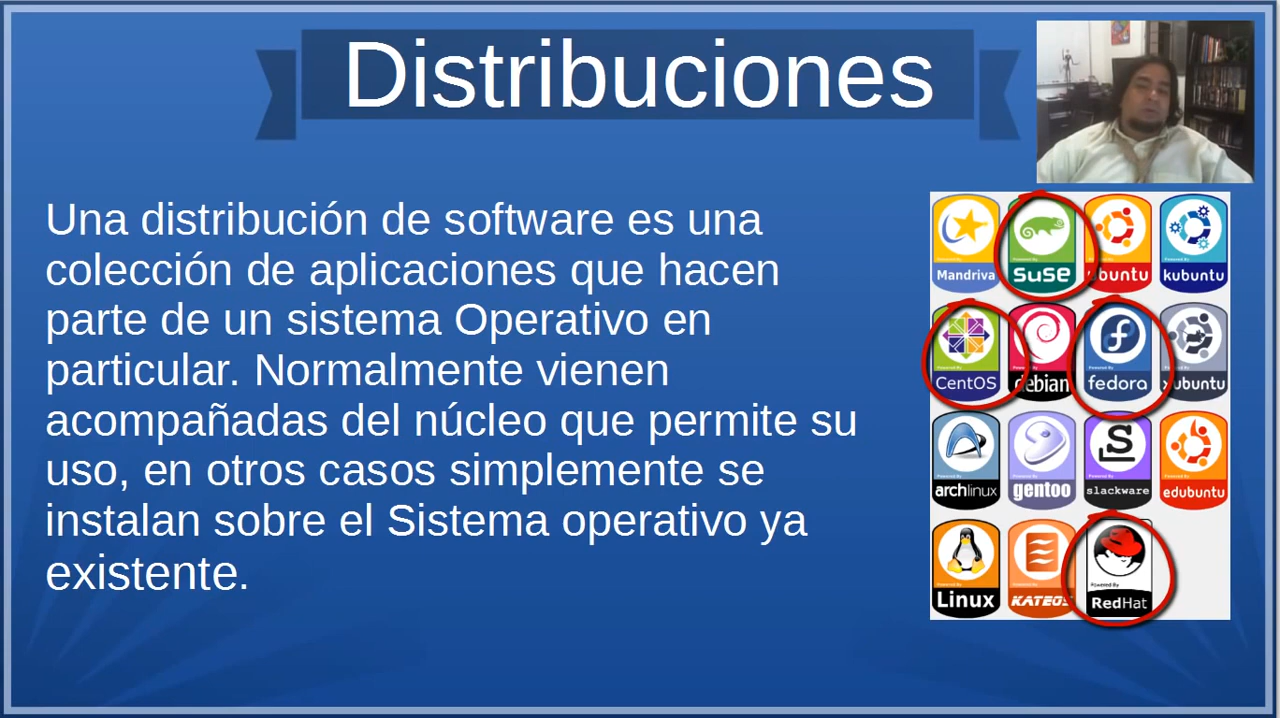 Distribuciones
Una distribución de software es una
colección de aplicaciones que hacen
parte de un sistema Operativo en
particular. Normalmente vienen
acompañadas del núcleo que permite su
uso, en otros casos simplemente se
instalan sobre el Sistema operativo ya
existente.
Mandriva
SuSE
ubuntu
kubuntu
CentOS
debian
fedora
xubuntu
archlinux
gentoo
slackware
edubuntu
Linux
KATEOS
Powered By
RedHat